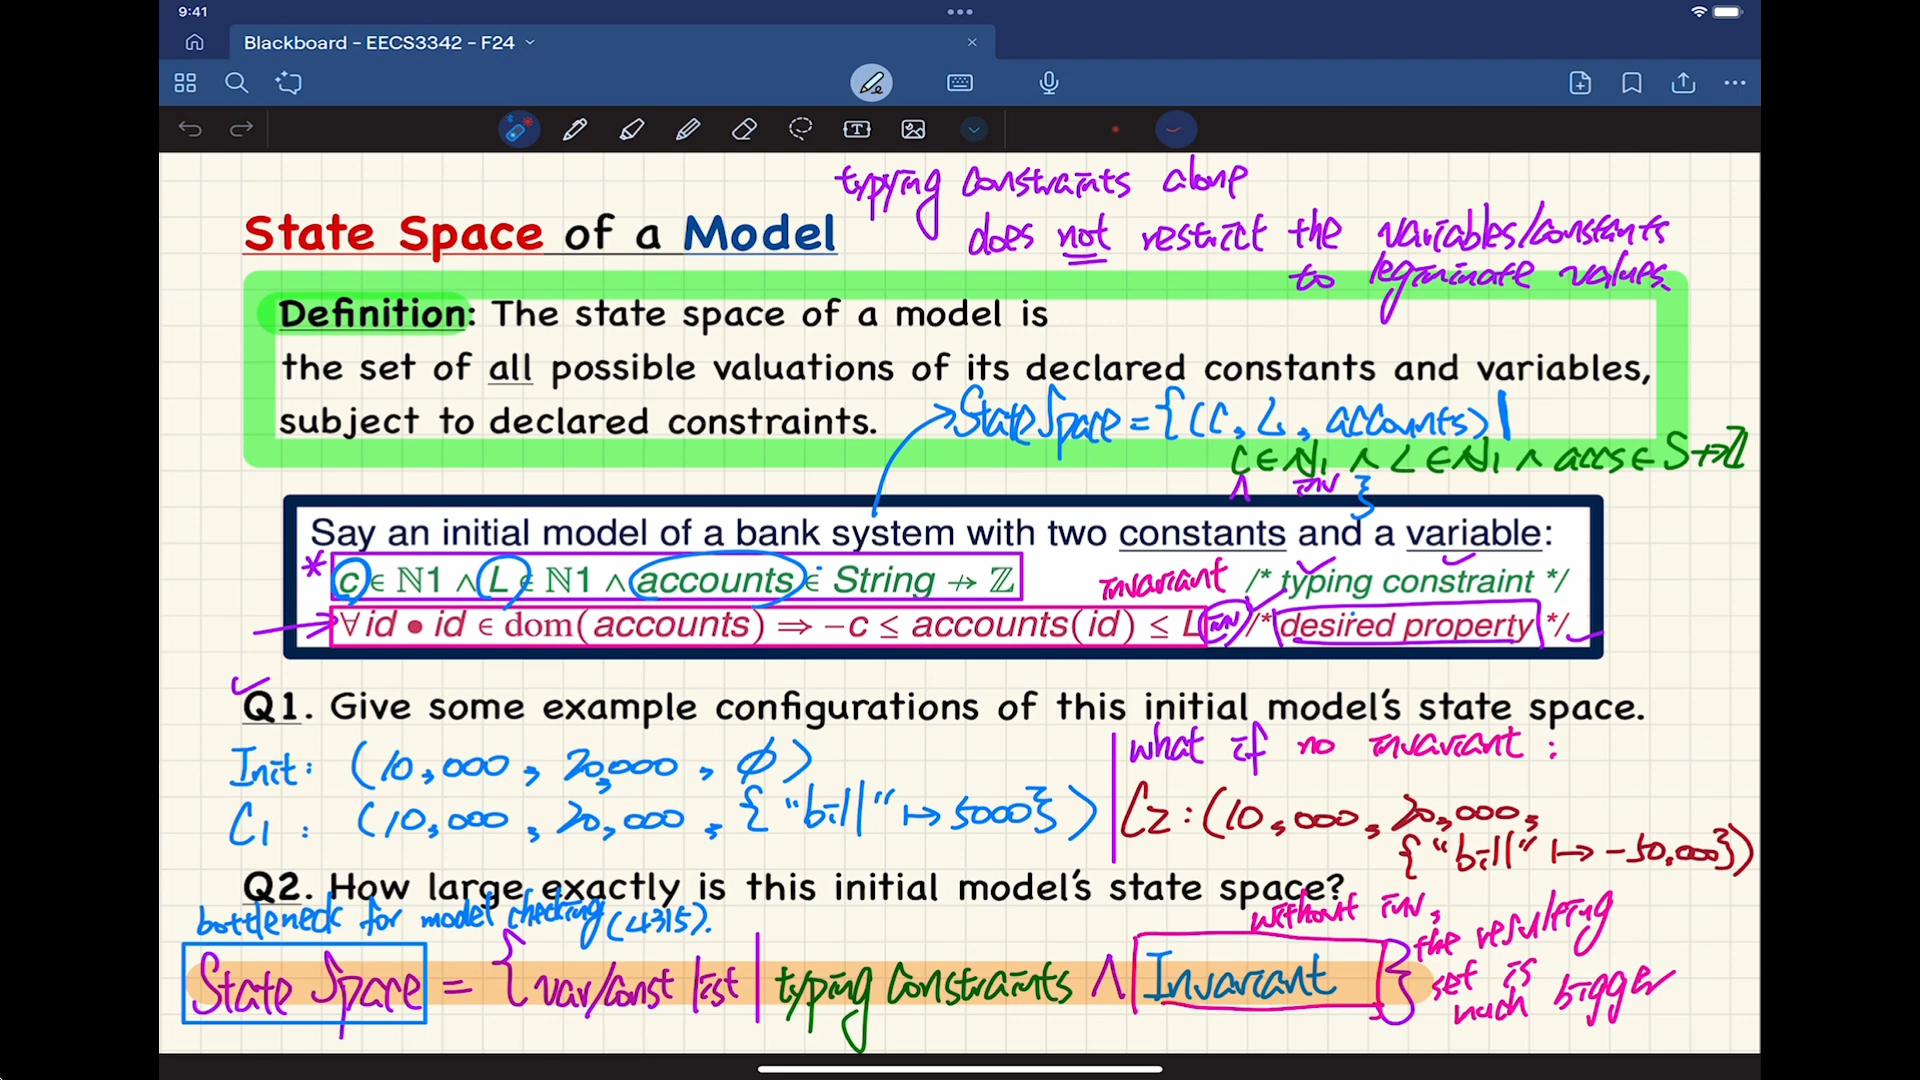 9:41
Blackboard - EECS3342 - F24
typing constraints alone
does not restrict the variables/constants
to legiminate values.
State Space of a Model
Definition: The state space of a model is
the set of all possible valuations of its declared constants and variables,
subject to declared constraints.
State Space = {(C, L, accounts) |
C ∈ N1 ∧ L ∈ N1 ∧ accs ∈ S ⇸ Z
∧ inv }
Say an initial model of a bank system with two constants and a variable:
* c ∈ ℕ1 ∧ L ∈ ℕ1 ∧ accounts ∈ String ⇸ ℤ invariant /* typing constraint */
∀ id • id ∈ dom(accounts) ⇒ −c ≤ accounts(id) ≤ L inv /* desired property */
Q1. Give some example configurations of this initial model's state space.
Init: (10,000, 20,000, ∅)
C1: (10,000, 20,000, {"bill" ↦ 5000})
what if no invariant :
C2: (10,000, 20,000,
{"bill" ↦ -50,000})
Q2. How large exactly is this initial model's state space?
bottleneck for model checking (4315).
State Space = {var/const list | typing constraints ∧ Invariant }
without inv,
the resulting
set is
much bigger